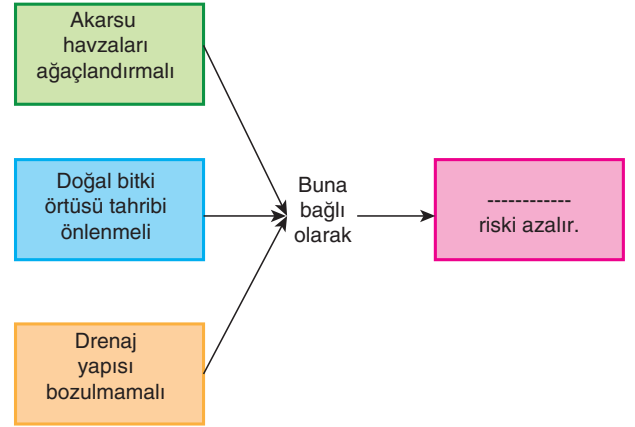 Akarsu
havzaları
ağaçlandırmalı
Doğal bitki
örtüsü tahribi
önlenmeli
Drenaj
yapısı
bozulmamalı
Buna
bağlı
olarak
------------
riski azalır.